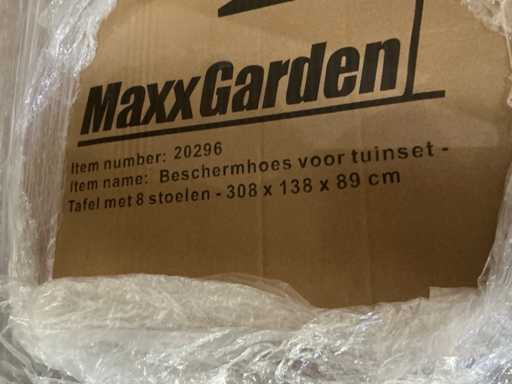 MaxxGarden
Item number: 20296
Item name: Beschermhoes voor tuinset -
Tafel met 8 stoelen - 308 x 138 x 89 cm